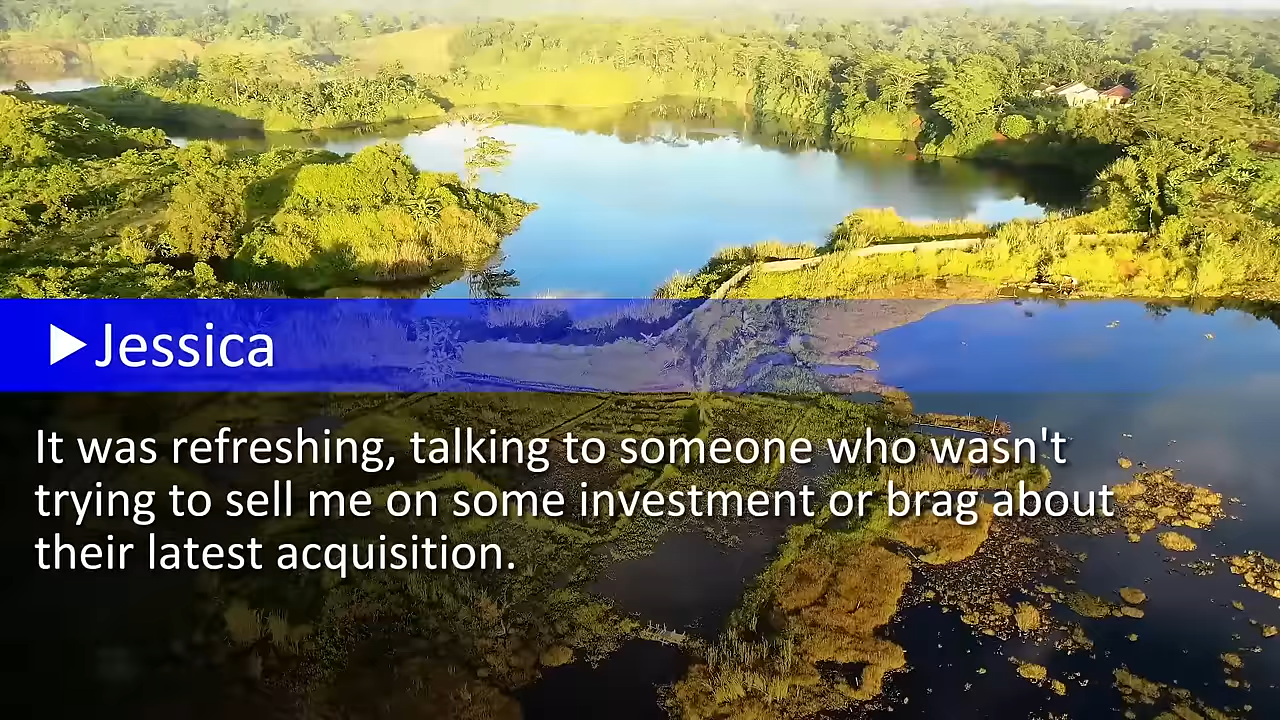 Jessica
It was refreshing, talking to someone who wasn't
trying to sell me on some investment or brag about
their latest acquisition.